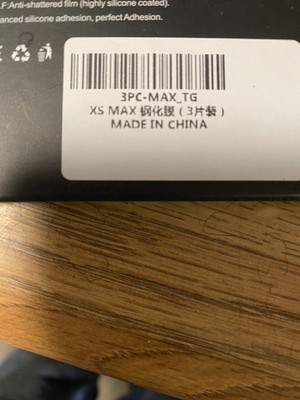 .F:Anti-shattered film (highly silicone coated).
anced silicone adhesion, perfect Adhesion.
3PC-MAX_TG
XS MAX 钢化膜（3片装）
MADE IN CHINA